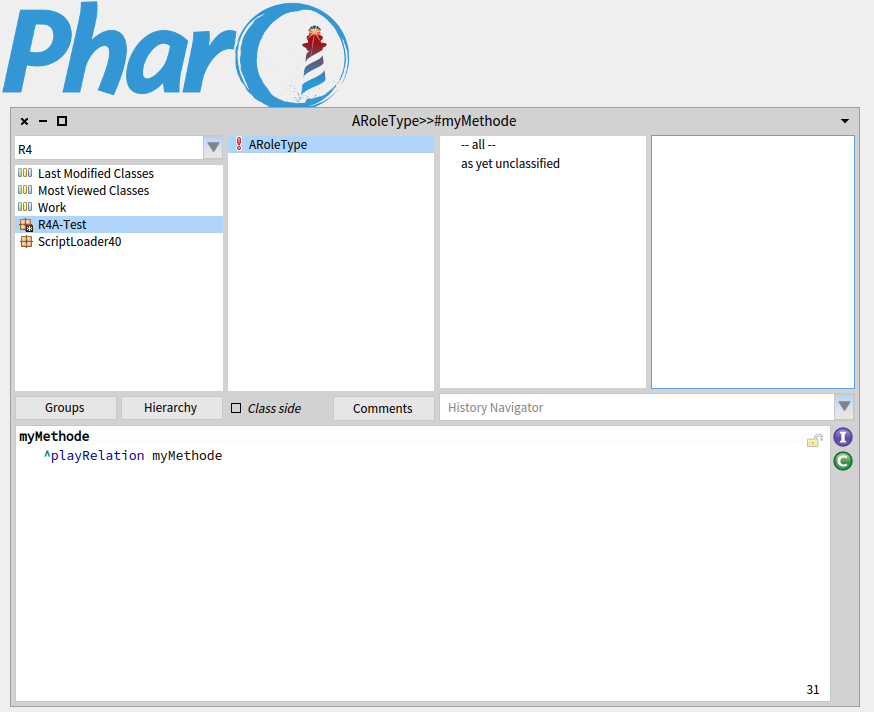 Pharo
ARoleType>>#myMethode
R4
Last Modified Classes
Most Viewed Classes
Work
R4A-Test
ScriptLoader40
ARoleType
-- all --
as yet unclassified
Groups
Hierarchy
Class side
Comments
History Navigator
myMethode
^playRelation myMethode
I
C
31